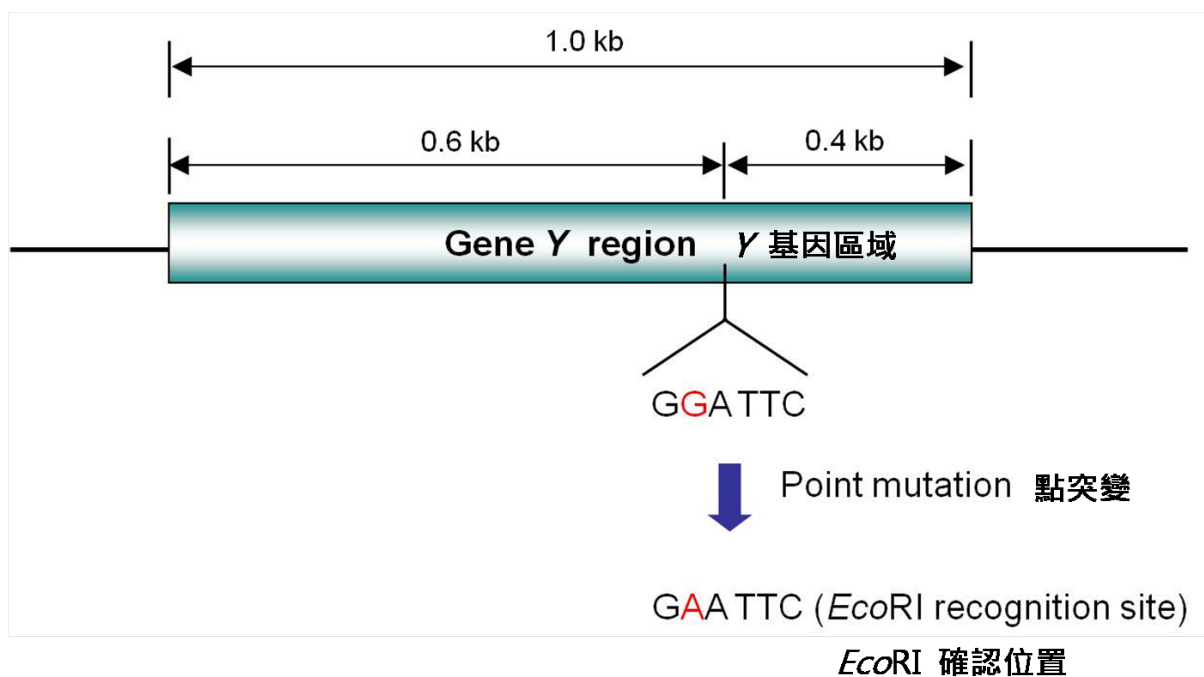 1.0 kb
0.6 kb 0.4 kb
Gene Y region Y 基因區域
GGATTC
Point mutation 點突變
GAATTC (EcoRI recognition site)
EcoRI 確認位置